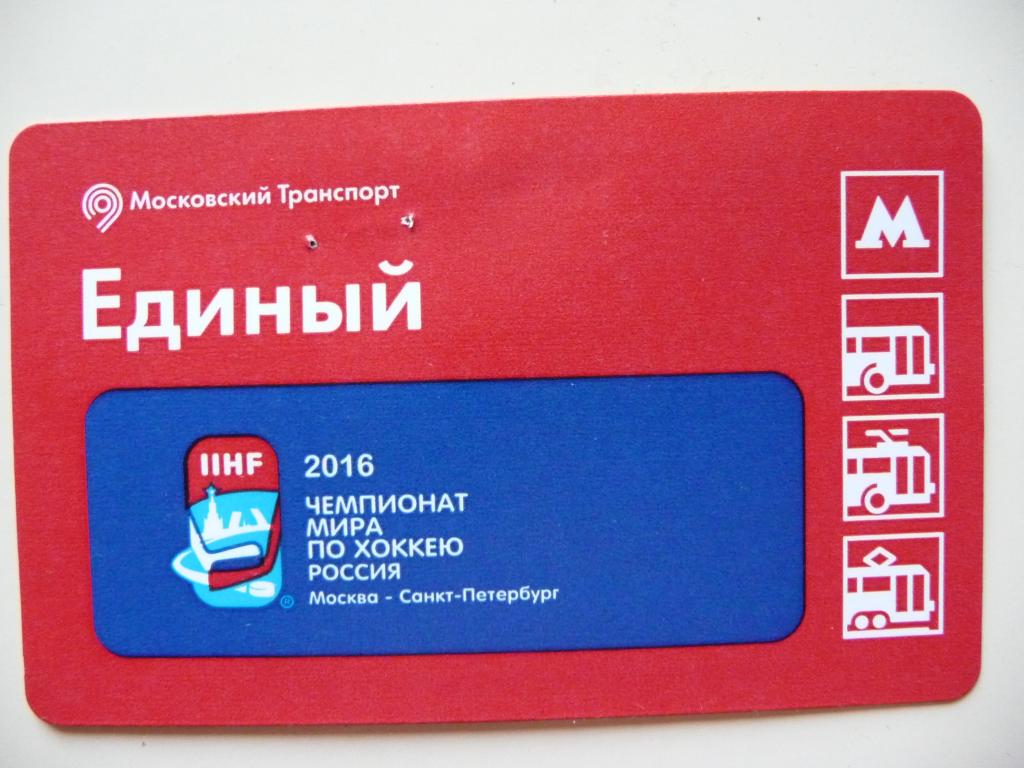 Московский Транспорт
Единый
М
IIHF
2016
ЧЕМПИОНАТ
МИРА
ПО ХОККЕЮ
РОССИЯ
Москва - Санкт-Петербург
®